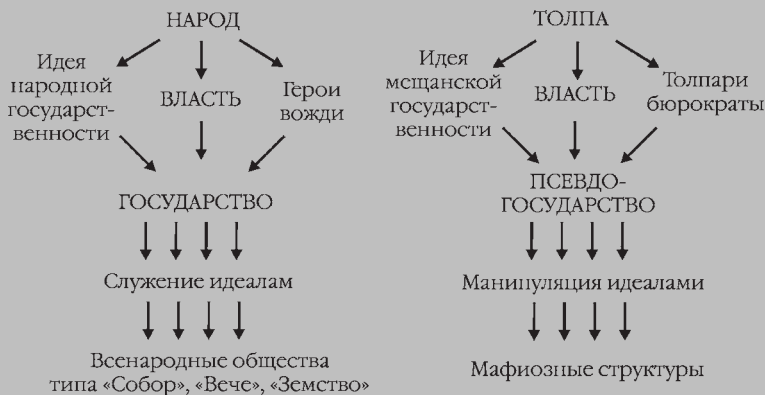 НАРОД
Идея
народной
государст-
венности
ВЛАСТЬ
Герои
вожди
ГОСУДАРСТВО
Служение идеалам
Всенародные общества
типа «Собор», «Вече», «Земство»
ТОЛПА
Идея
мещанской
государст-
венности
ВЛАСТЬ
Толпари
бюрократы
ПСЕВДО-
ГОСУДАРСТВО
Манипуляция идеалами
Мафиозные структуры